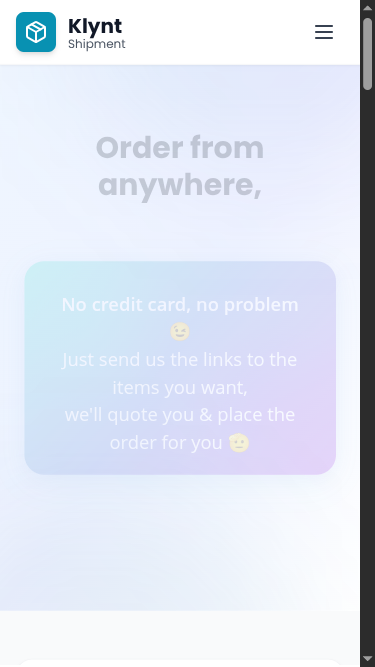 Klynt
Shipment
Order from
anywhere,
No credit card, no problem
😉
Just send us the links to the
items you want,
we'll quote you & place the
order for you 🫡